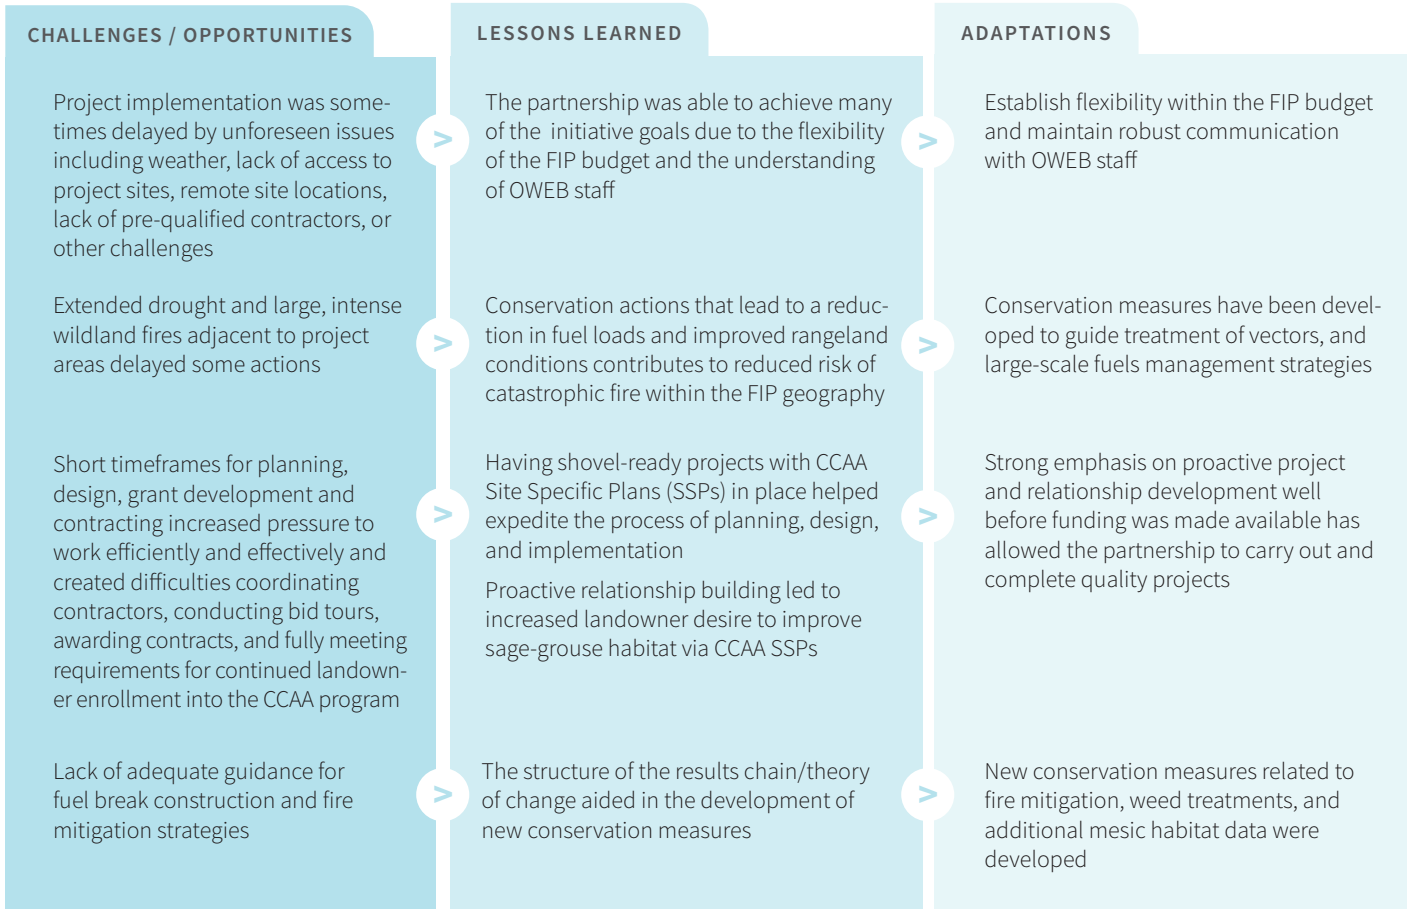 CHALLENGES / OPPORTUNITIES
LESSONS LEARNED
ADAPTATIONS
Project implementation was some-
times delayed by unforeseen issues
including weather, lack of access to
project sites, remote site locations,
lack of pre-qualified contractors, or
other challenges
>
The partnership was able to achieve many
of the initiative goals due to the flexibility
of the FIP budget and the understanding
of OWEB staff
>
Establish flexibility within the FIP budget
and maintain robust communication
with OWEB staff
Extended drought and large, intense
wildland fires adjacent to project
areas delayed some actions
>
Conservation actions that lead to a reduc-
tion in fuel loads and improved rangeland
conditions contributes to reduced risk of
catastrophic fire within the FIP geography
>
Conservation measures have been devel-
oped to guide treatment of vectors, and
large-scale fuels management strategies
Short timeframes for planning,
design, grant development and
contracting increased pressure to
work efficiently and effectively and
created difficulties coordinating
contractors, conducting bid tours,
awarding contracts, and fully meeting
requirements for continued landown-
er enrollment into the CCAA program
>
Having shovel-ready projects with CCAA
Site Specific Plans (SSPs) in place helped
expedite the process of planning, design,
and implementation
Proactive relationship building led to
increased landowner desire to improve
sage-grouse habitat via CCAA SSPs
>
Strong emphasis on proactive project
and relationship development well
before funding was made available has
allowed the partnership to carry out and
complete quality projects
Lack of adequate guidance for
fuel break construction and fire
mitigation strategies
>
The structure of the results chain/theory
of change aided in the development of
new conservation measures
>
New conservation measures related to
fire mitigation, weed treatments, and
additional mesic habitat data were
developed